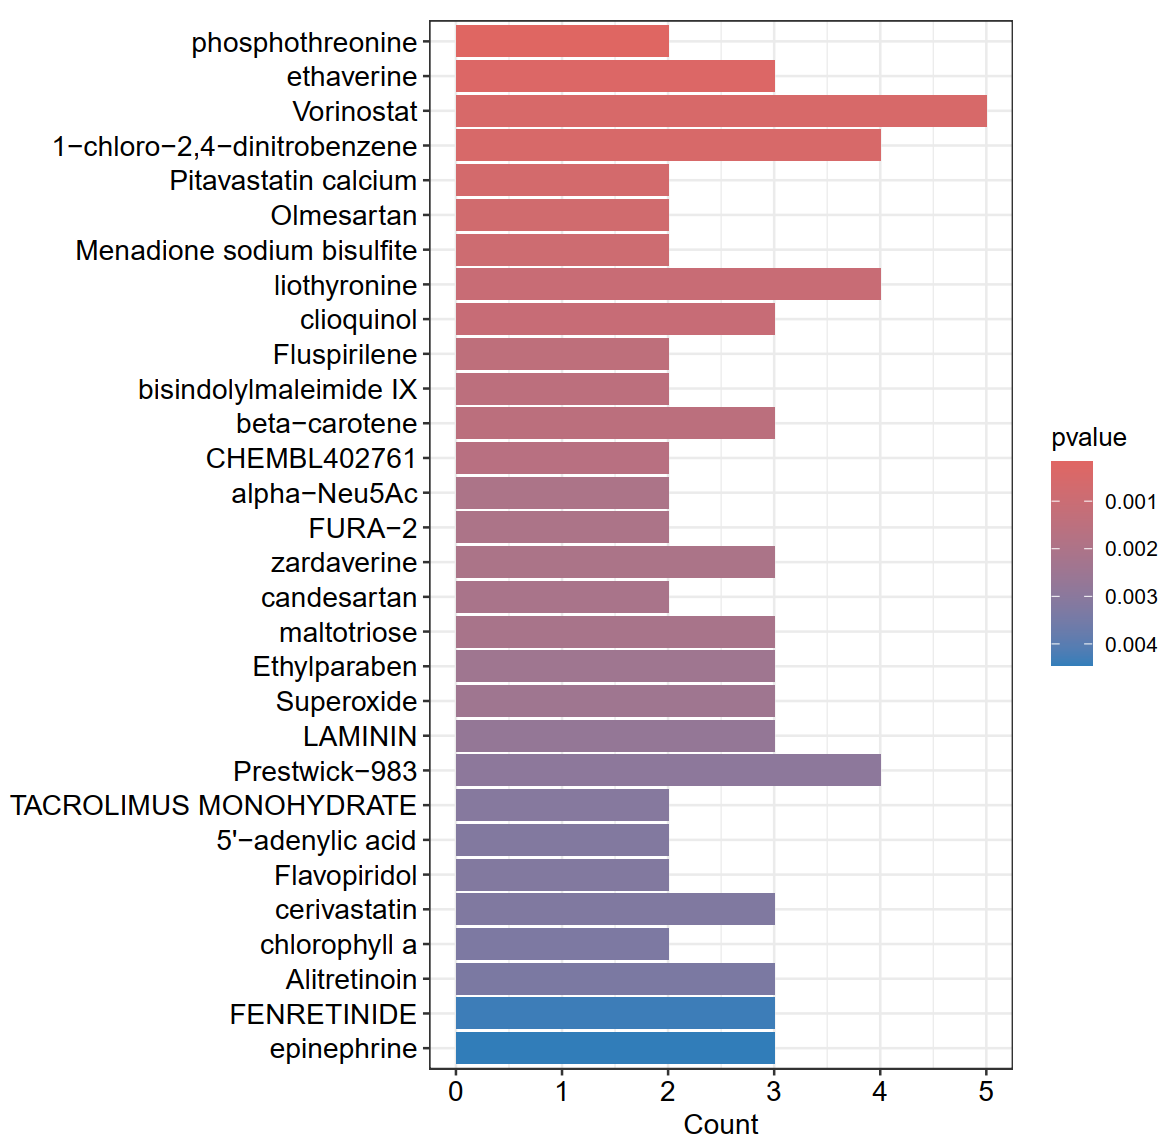 phosphothreonine
ethaverine
Vorinostat
1−chloro−2,4−dinitrobenzene
Pitavastatin calcium
Olmesartan
Menadione sodium bisulfite
liothyronine
clioquinol
Fluspirilene
bisindolylmaleimide IX
beta−carotene
CHEMBL402761
alpha−Neu5Ac
FURA−2
zardaverine
candesartan
maltotriose
Ethylparaben
Superoxide
LAMININ
Prestwick−983
TACROLIMUS MONOHYDRATE
5'−adenylic acid
Flavopiridol
cerivastatin
chlorophyll a
Alitretinoin
FENRETINIDE
epinephrine
0 1 2 3 4 5
Count
pvalue
0.001
0.002
0.003
0.004